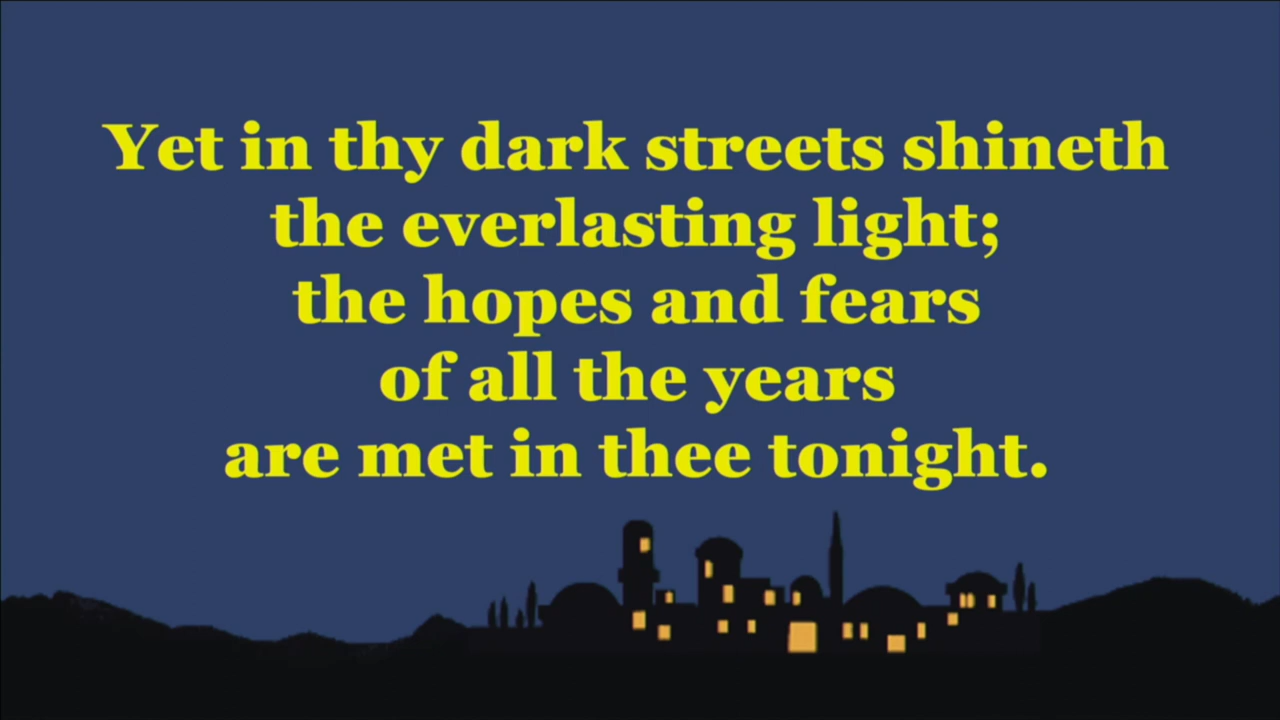 Yet in thy dark streets shineth
the everlasting light;
the hopes and fears
of all the years
are met in thee tonight.